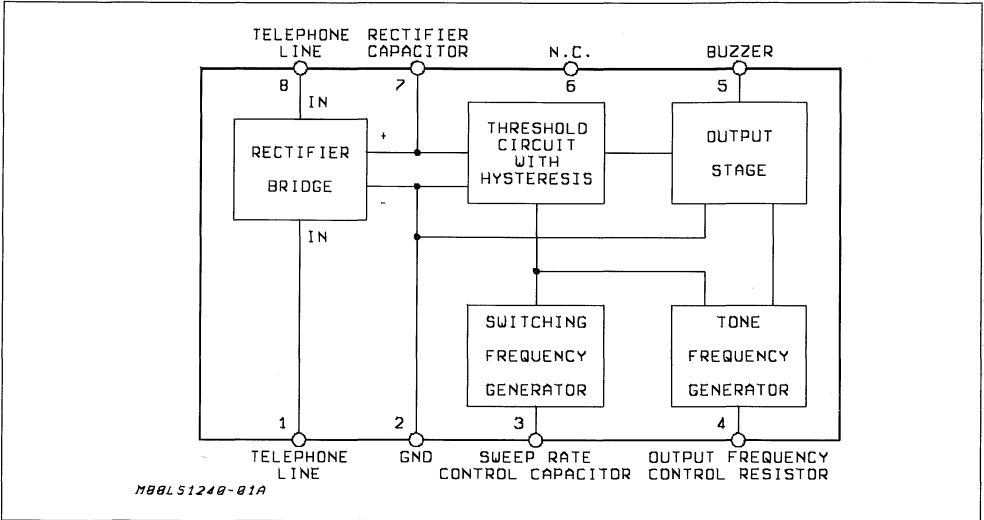 TELEPHONE LINE
RECTIFIER CAPACITOR
N.C.
BUZZER
8
7
6
5
IN
+
-
IN
RECTIFIER
BRIDGE
THRESHOLD
CIRCUIT
WITH
HYSTERESIS
OUTPUT
STAGE
SWITCHING
FREQUENCY
GENERATOR
TONE
FREQUENCY
GENERATOR
1
2
3
4
TELEPHONE
LINE
GND
SWEEP RATE
CONTROL CAPACITOR
OUTPUT FREQUENCY
CONTROL RESISTOR
M88LS1240-01A